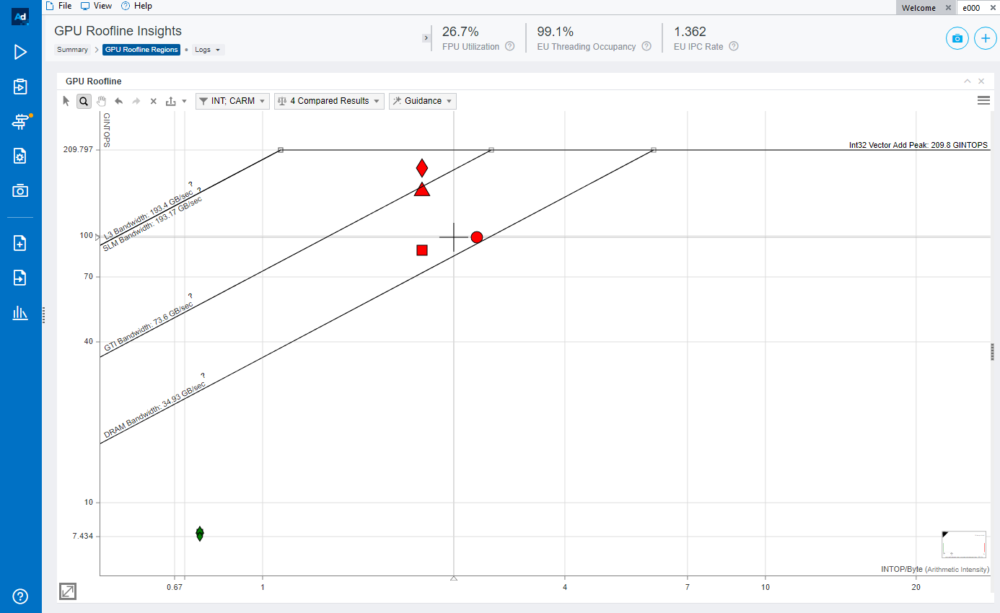 File View Help
Welcome e000
Ad
GPU Roofline Insights
Summary GPU Roofline Regions Logs
26.7%
FPU Utilization
99.1%
EU Threading Occupancy
1.362
EU IPC Rate
GPU Roofline
INT; CARM 4 Compared Results Guidance
GINTOPS
209.797
Int32 Vector Add Peak: 209.8 GINTOPS
L3 Bandwidth: 193.4 GB/sec ?
SLM Bandwidth: 193.17 GB/sec ?
100
70
GTI Bandwidth: 73.6 GB/sec ?
40
DRAM Bandwidth: 34.93 GB/sec ?
10
7.434
INTOP/Byte (Arithmetic Intensity)
0.67 1 4 7 10 20